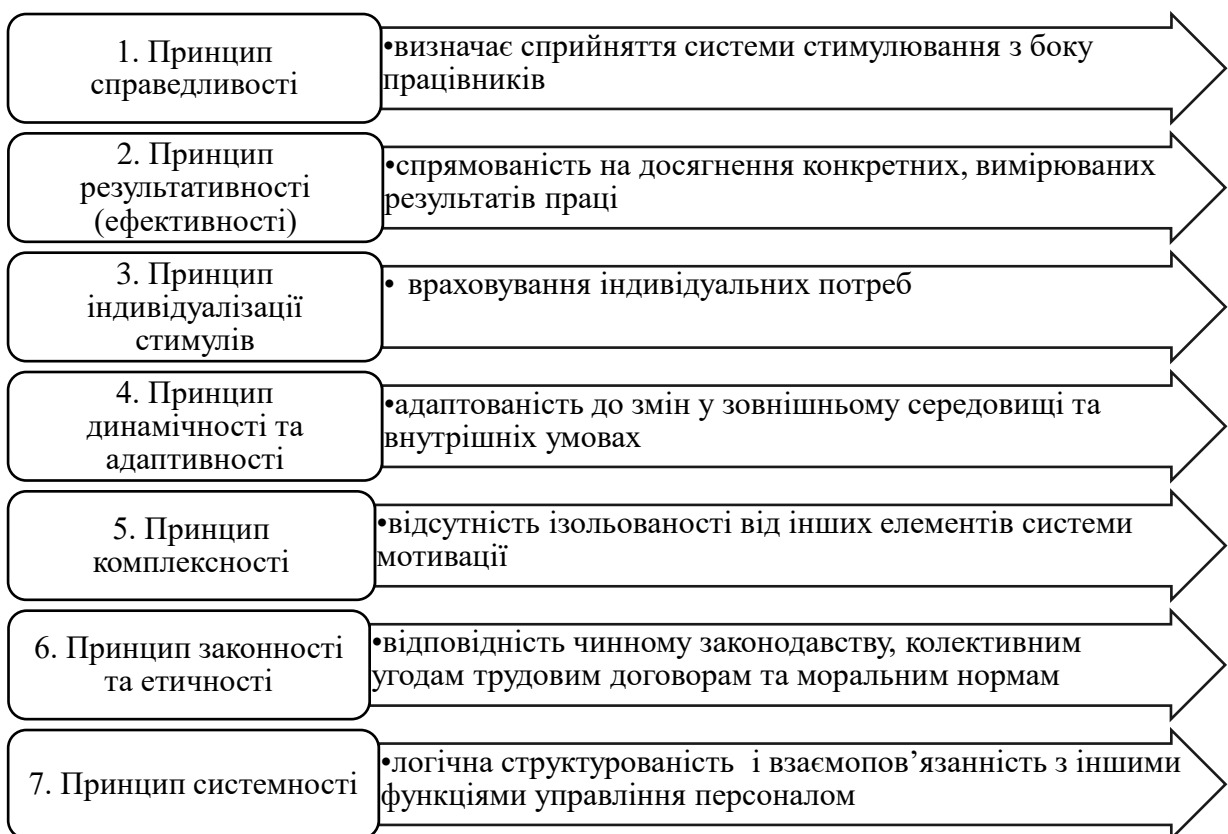 1. Принцип
справедливості
•визначає сприйняття системи стимулювання з боку
працівників
2. Принцип
результативності
(ефективності)
•спрямованість на досягнення конкретних, вимірюваних
результатів праці
3. Принцип
індивідуалізації
стимулів
• враховування індивідуальних потреб
4. Принцип
динамічності та
адаптивності
•адаптованість до змін у зовнішньому середовищі та
внутрішніх умовах
5. Принцип
комплексності
•відсутність ізольованості від інших елементів системи
мотивації
6. Принцип законності
та етичності
•відповідність чинному законодавству, колективним
угодам трудовим договорам та моральним нормам
7. Принцип системності
•логічна структурованість і взаємопов’язанність з іншими
функціями управління персоналом